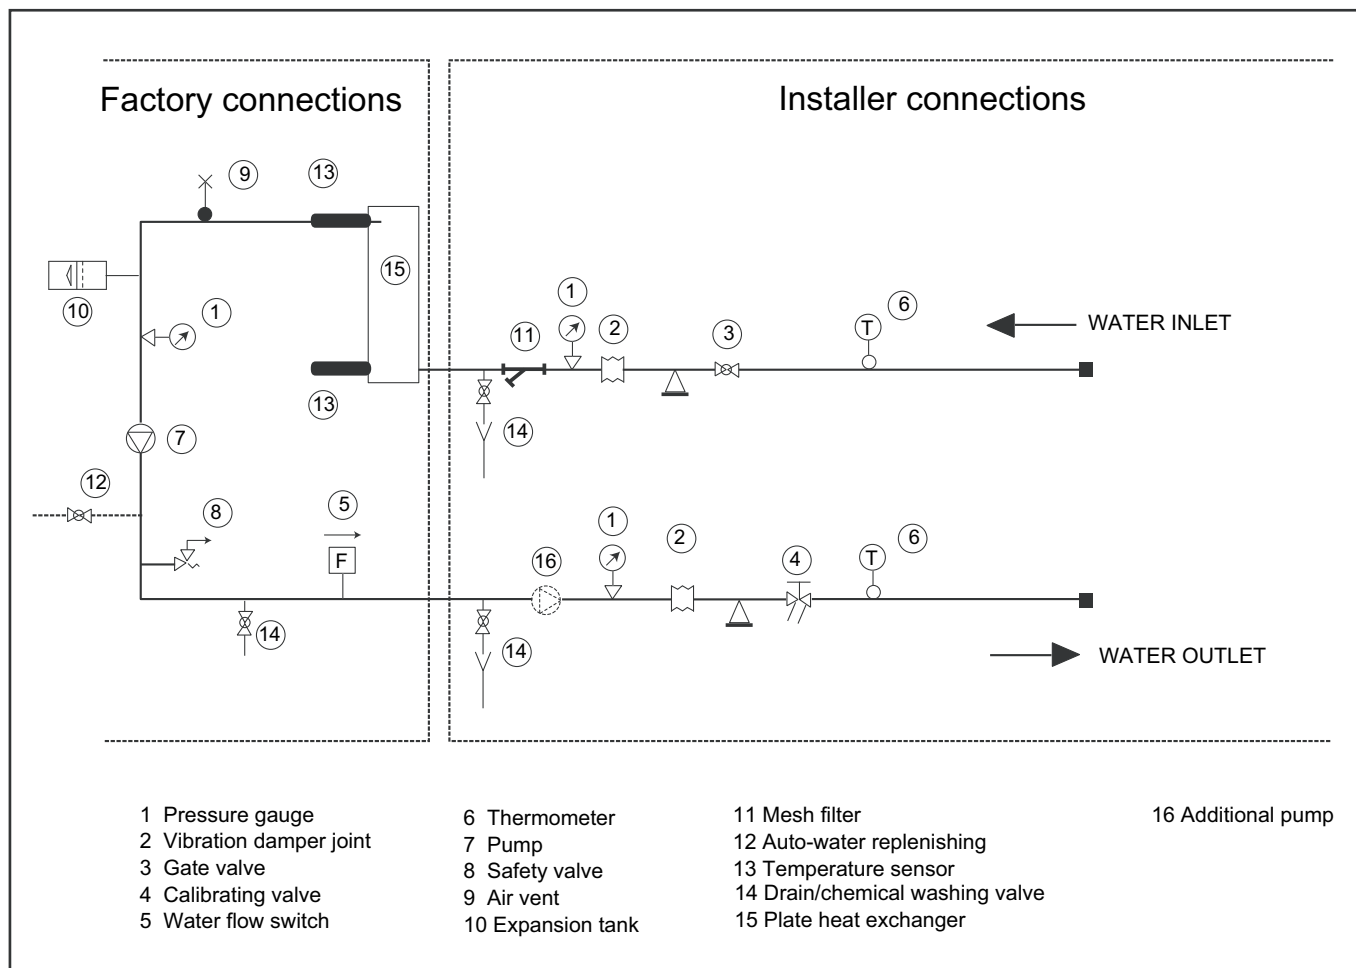 Factory connections
Installer connections
9
13
15
10
1
13
7
12
8
5
F
14
1
2
3
6
T
11
14
WATER INLET
1
2
4
6
T
16
14
WATER OUTLET
1 Pressure gauge
2 Vibration damper joint
3 Gate valve
4 Calibrating valve
5 Water flow switch
6 Thermometer
7 Pump
8 Safety valve
9 Air vent
10 Expansion tank
11 Mesh filter
12 Auto-water replenishing
13 Temperature sensor
14 Drain/chemical washing valve
15 Plate heat exchanger
16 Additional pump